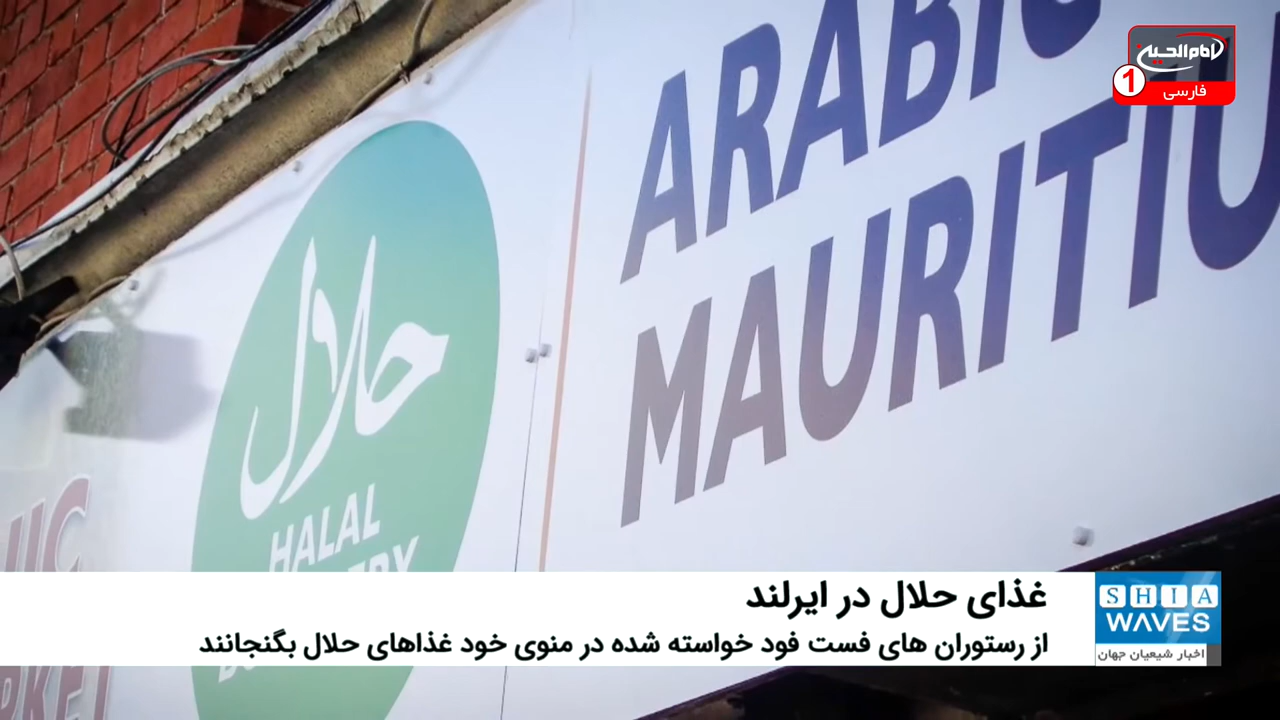 ARABIC
MAURITIU
امام الحسین
1
فارسی
حلال
HALAL
غذای حلال در ایرلند
از رستوران های فست فود خواسته شده در منوی خود غذاهای حلال بگنجانند
SHIA
WAVES
اخبار شیعیان جهان